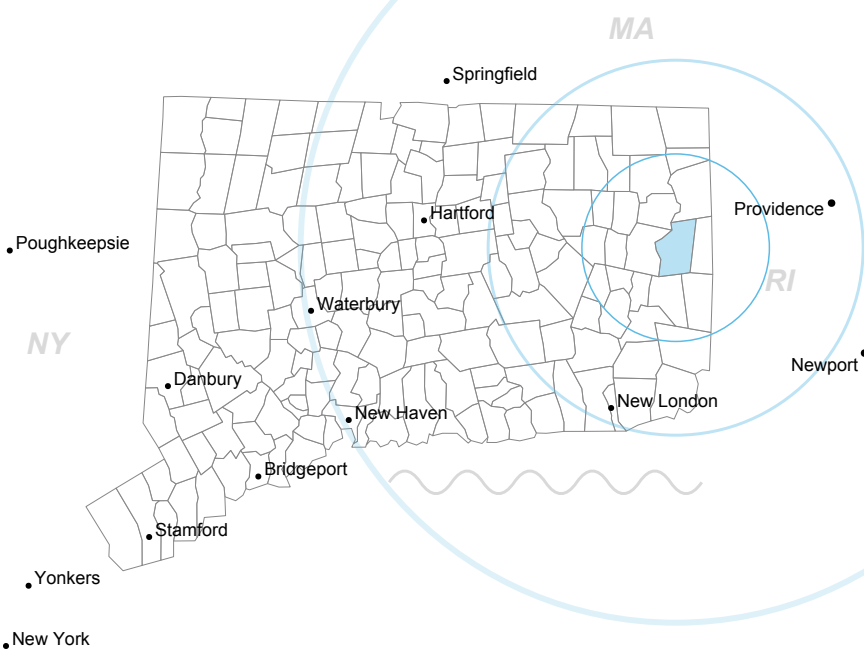 MA
Springfield
Providence
Hartford
Poughkeepsie
RI
Waterbury
NY
Newport
Danbury
New London
New Haven
Bridgeport
Stamford
Yonkers
New York